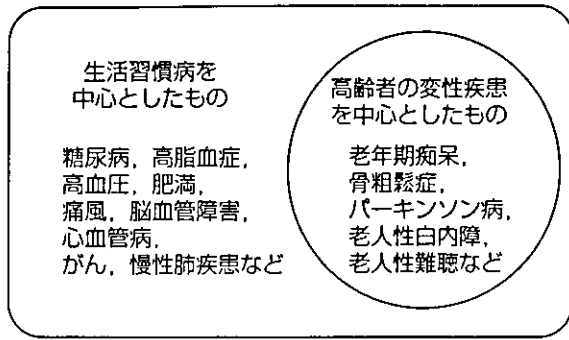 生活習慣病を
中心としたもの
糖尿病，高脂血症，
高血圧，肥満，
痛風，脳血管障害，
心血管病，
がん，慢性肺疾患など
高齢者の変性疾患
を中心としたもの
老年期痴呆，
骨粗鬆症，
パーキンソン病，
老人性白内障，
老人性難聴など